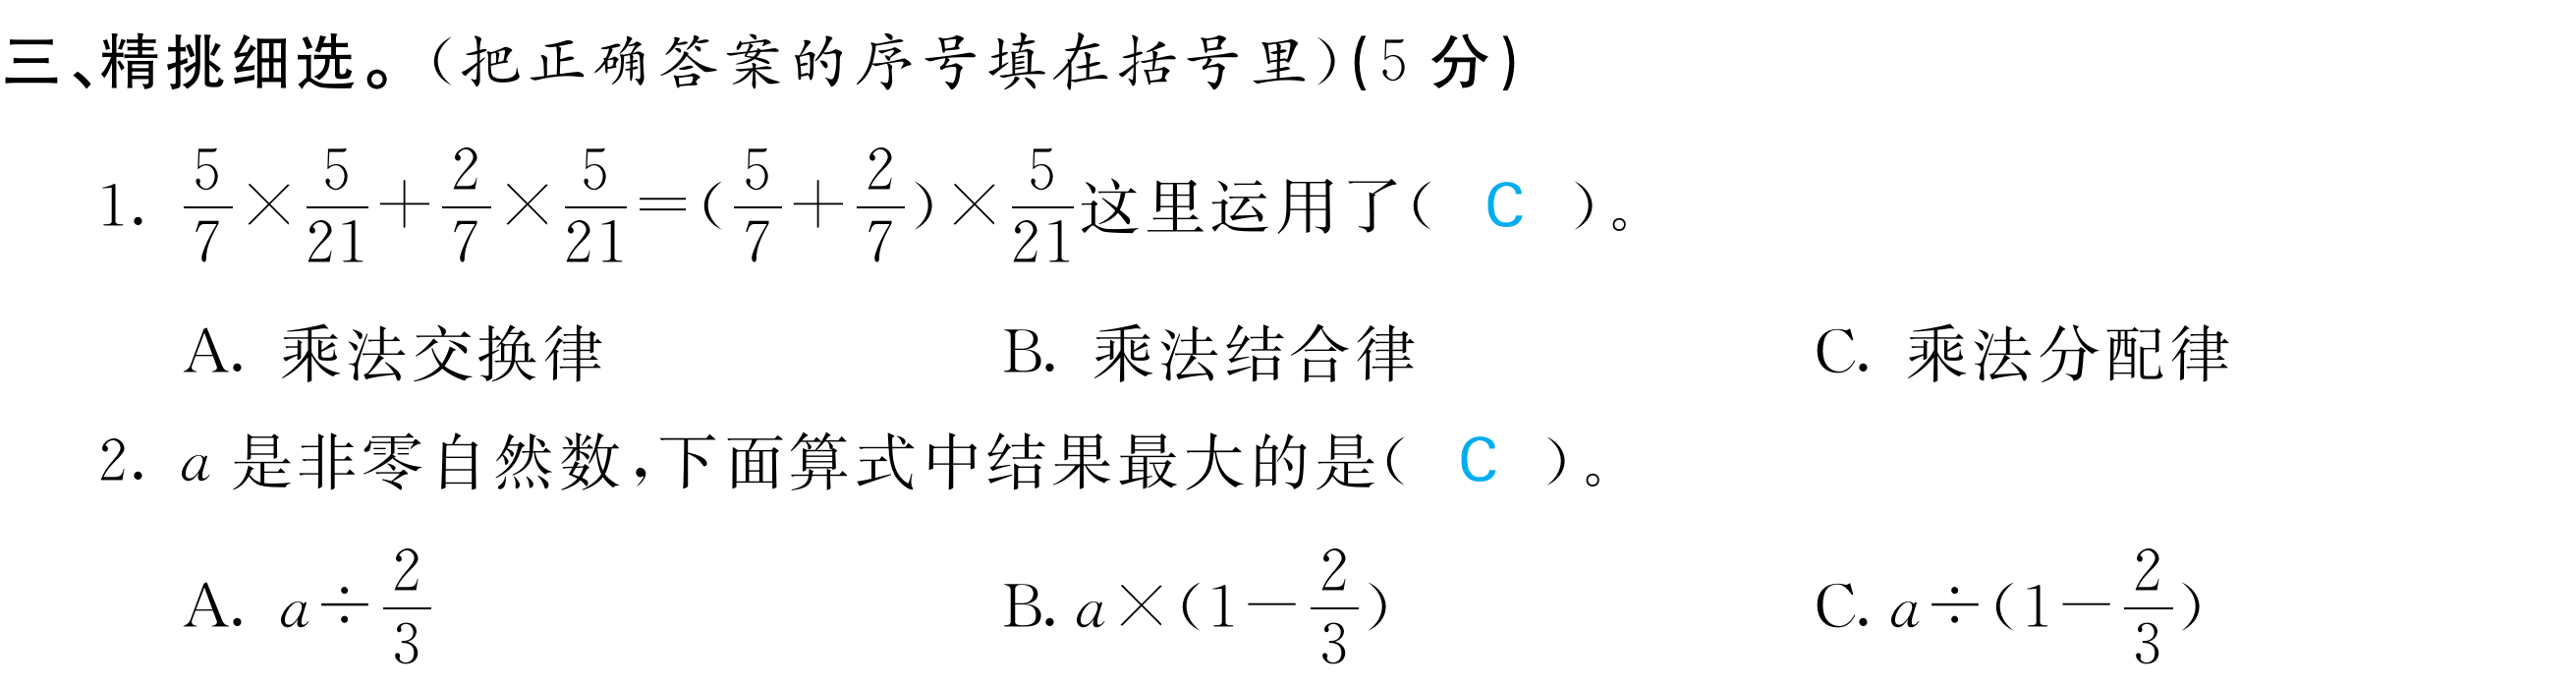 三、精挑细选。(把正确答案的序号填在括号里)(5 分)
1. 5/7×5/21+2/7×5/21=(5/7+2/7)×5/21这里运用了( C )。
A. 乘法交换律 B. 乘法结合律 C. 乘法分配律
2. a 是非零自然数,下面算式中结果最大的是( C )。
A. a÷2/3 B. a×(1-2/3) C. a÷(1-2/3)